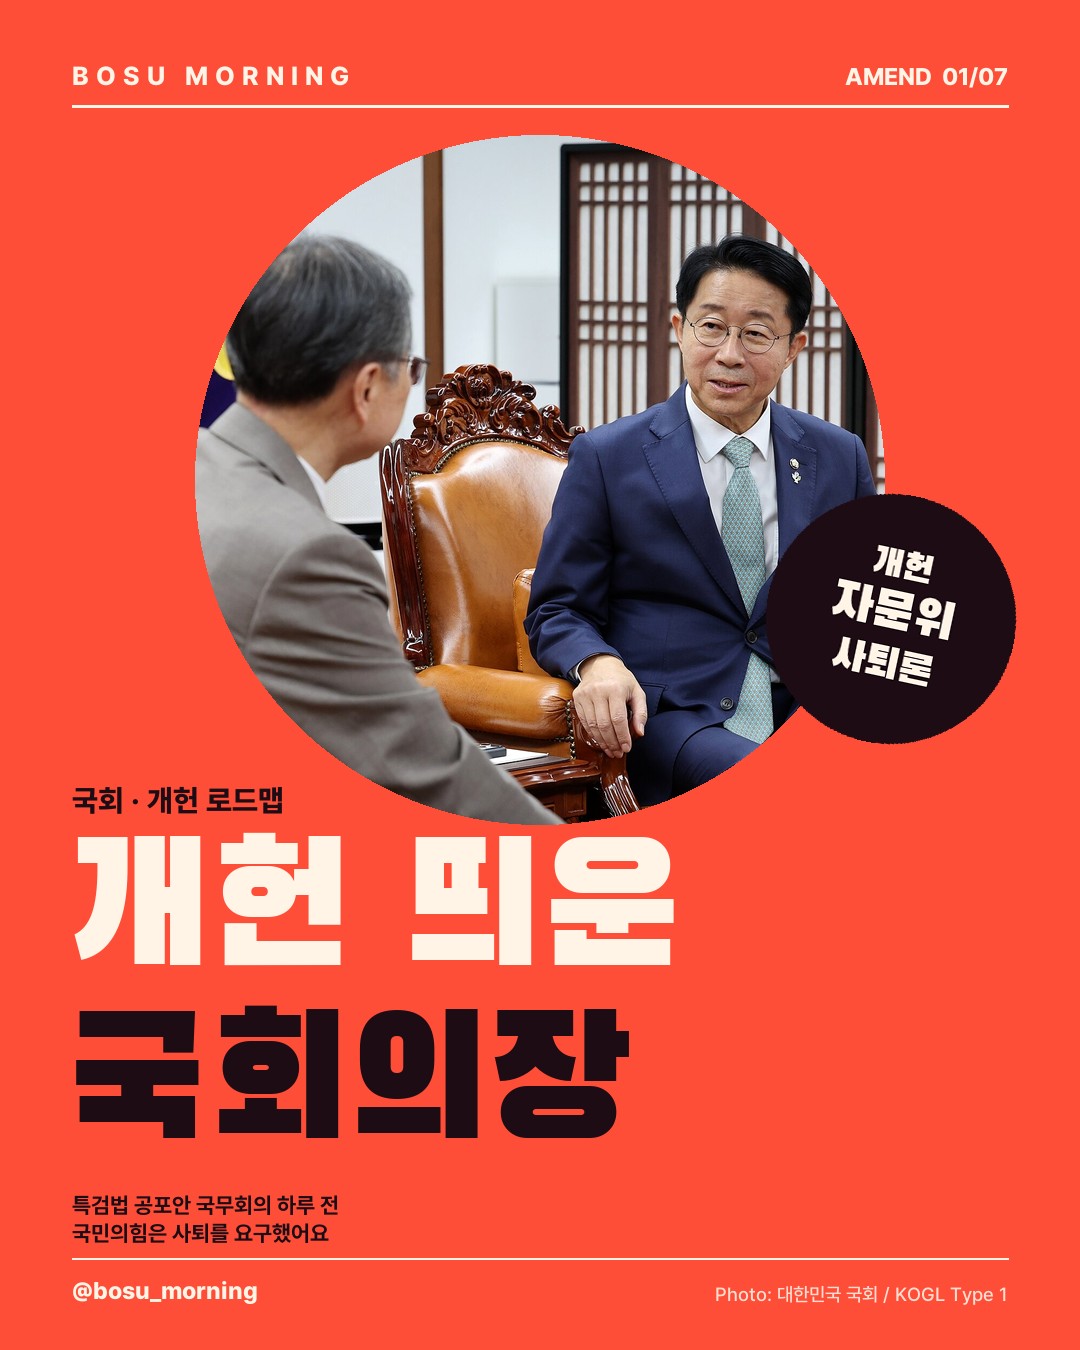 BOSU MORNING
AMEND 01/07
개헌
자문위
사퇴론
국회 · 개헌 로드맵
개헌 띄운
국회의장
특검법 공포안 국무회의 하루 전
국민의힘은 사퇴를 요구했어요
@bosu_morning
Photo: 대한민국 국회 / KOGL Type 1